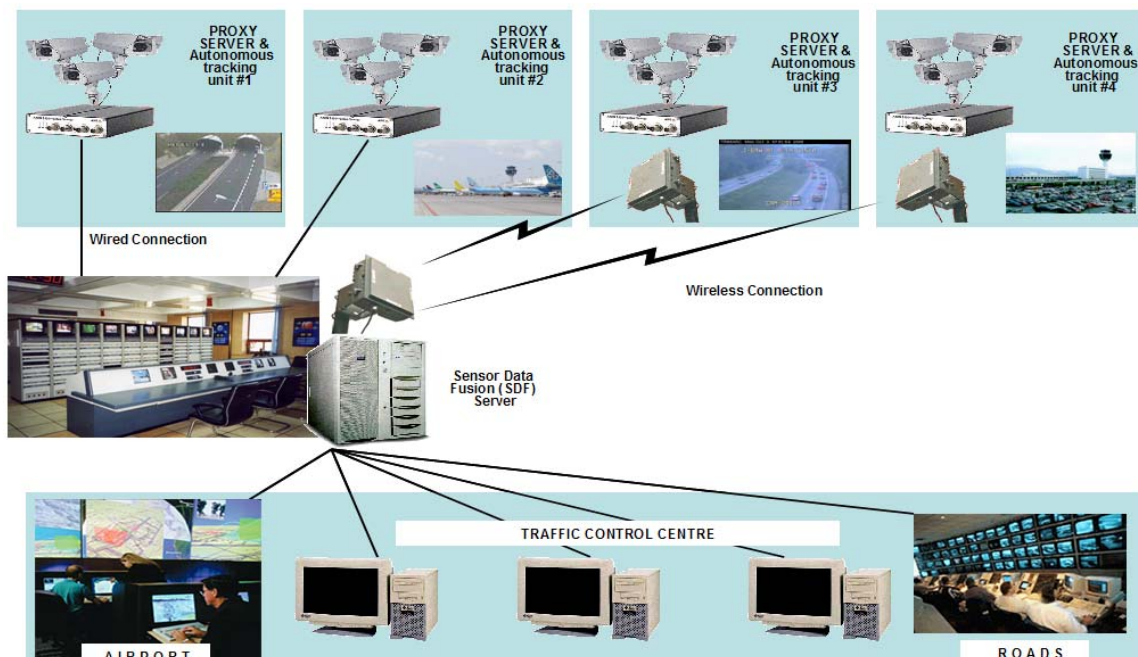 PROXY
SERVER &
Autonomous
tracking
unit #1
PROXY
SERVER &
Autonomous
tracking
unit #2
PROXY
SERVER &
Autonomous
tracking
unit #3
PROXY
SERVER &
Autonomous
tracking
unit #4
Wired Connection
Wireless Connection
Sensor Data
Fusion ( SDF)
Server
TRAFFIC CONTROL CENTRE
AIRPORT
ROADS